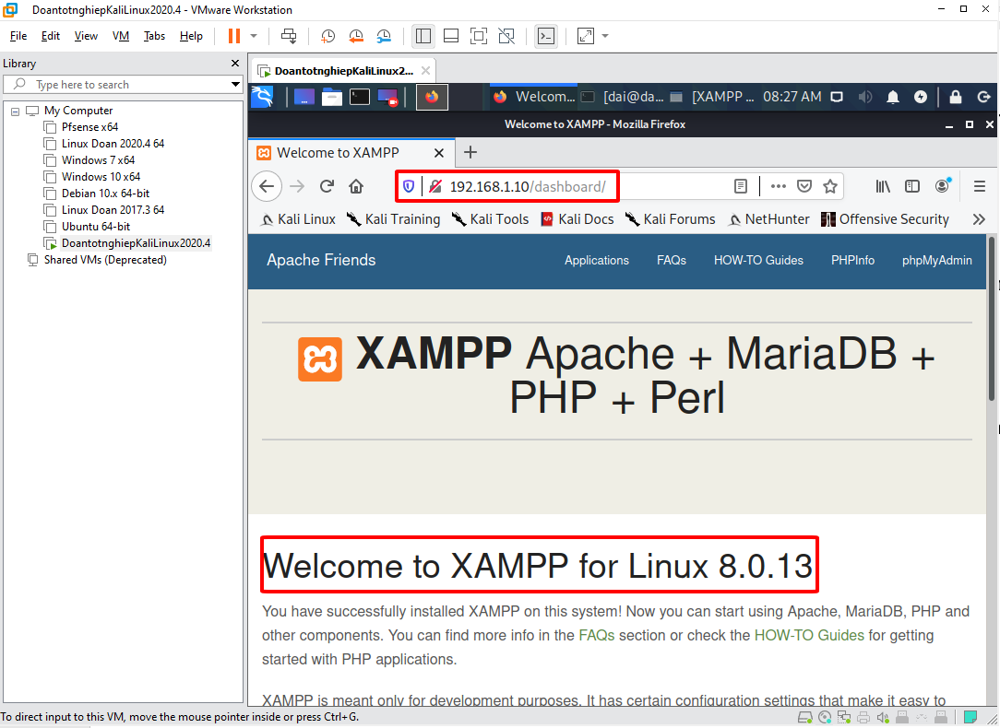 DoantotnghiepKaliLinux2020.4 - VMware Workstation
File Edit View VM Tabs Help
Library
Type here to search
My Computer
Pfsense x64
Linux Doan 2020.4 64
Windows 7 x64
Windows 10 x64
Debian 10.x 64-bit
Linux Doan 2017.3 64
Ubuntu 64-bit
DoantotnghiepKaliLinux2020.4
Shared VMs (Deprecated)
DoantotnghiepKaliLinux2...
Welcom... [dai@da... [XAMPP ... 08:27 AM
Welcome to XAMPP - Mozilla Firefox
Welcome to XAMPP
192.168.1.10/dashboard/
Kali Linux Kali Training Kali Tools Kali Docs Kali Forums NetHunter Offensive Security
Apache Friends Applications FAQs HOW-TO Guides PHPInfo phpMyAdmin
XAMPP Apache + MariaDB +
PHP + Perl
Welcome to XAMPP for Linux 8.0.13
You have successfully installed XAMPP on this system! Now you can start using Apache, MariaDB, PHP and
other components. You can find more info in the FAQs section or check the HOW-TO Guides for getting
started with PHP applications.
XAMPP is meant only for development purposes. It has certain configuration settings that make it easy to
To direct input to this VM, move the mouse pointer inside or press Ctrl+G.